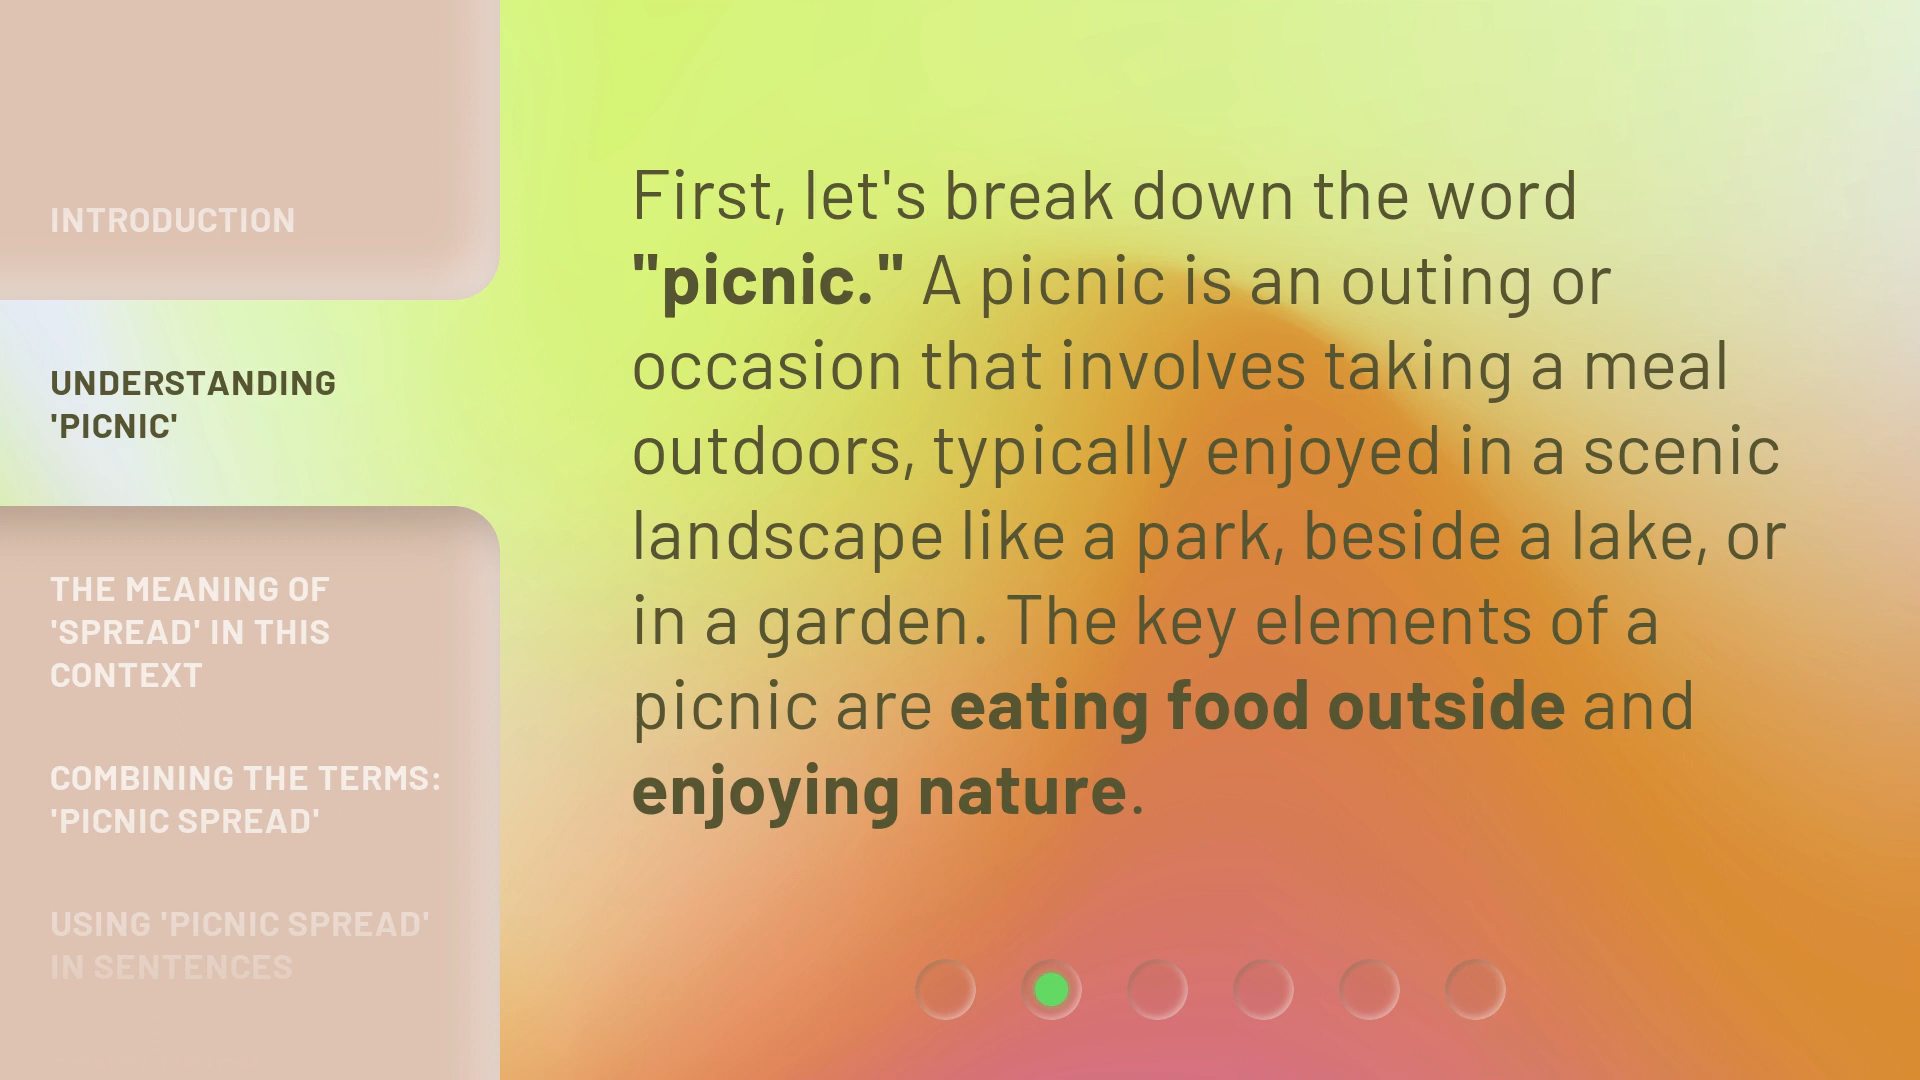 INTRODUCTION
UNDERSTANDING
'PICNIC'
THE MEANING OF
'SPREAD' IN THIS
CONTEXT
COMBINING THE TERMS:
'PICNIC SPREAD'
USING 'PICNIC SPREAD'
IN SENTENCES
First, let's break down the word
"picnic." A picnic is an outing or
occasion that involves taking a meal
outdoors, typically enjoyed in a scenic
landscape like a park, beside a lake, or
in a garden. The key elements of a
picnic are eating food outside and
enjoying nature.